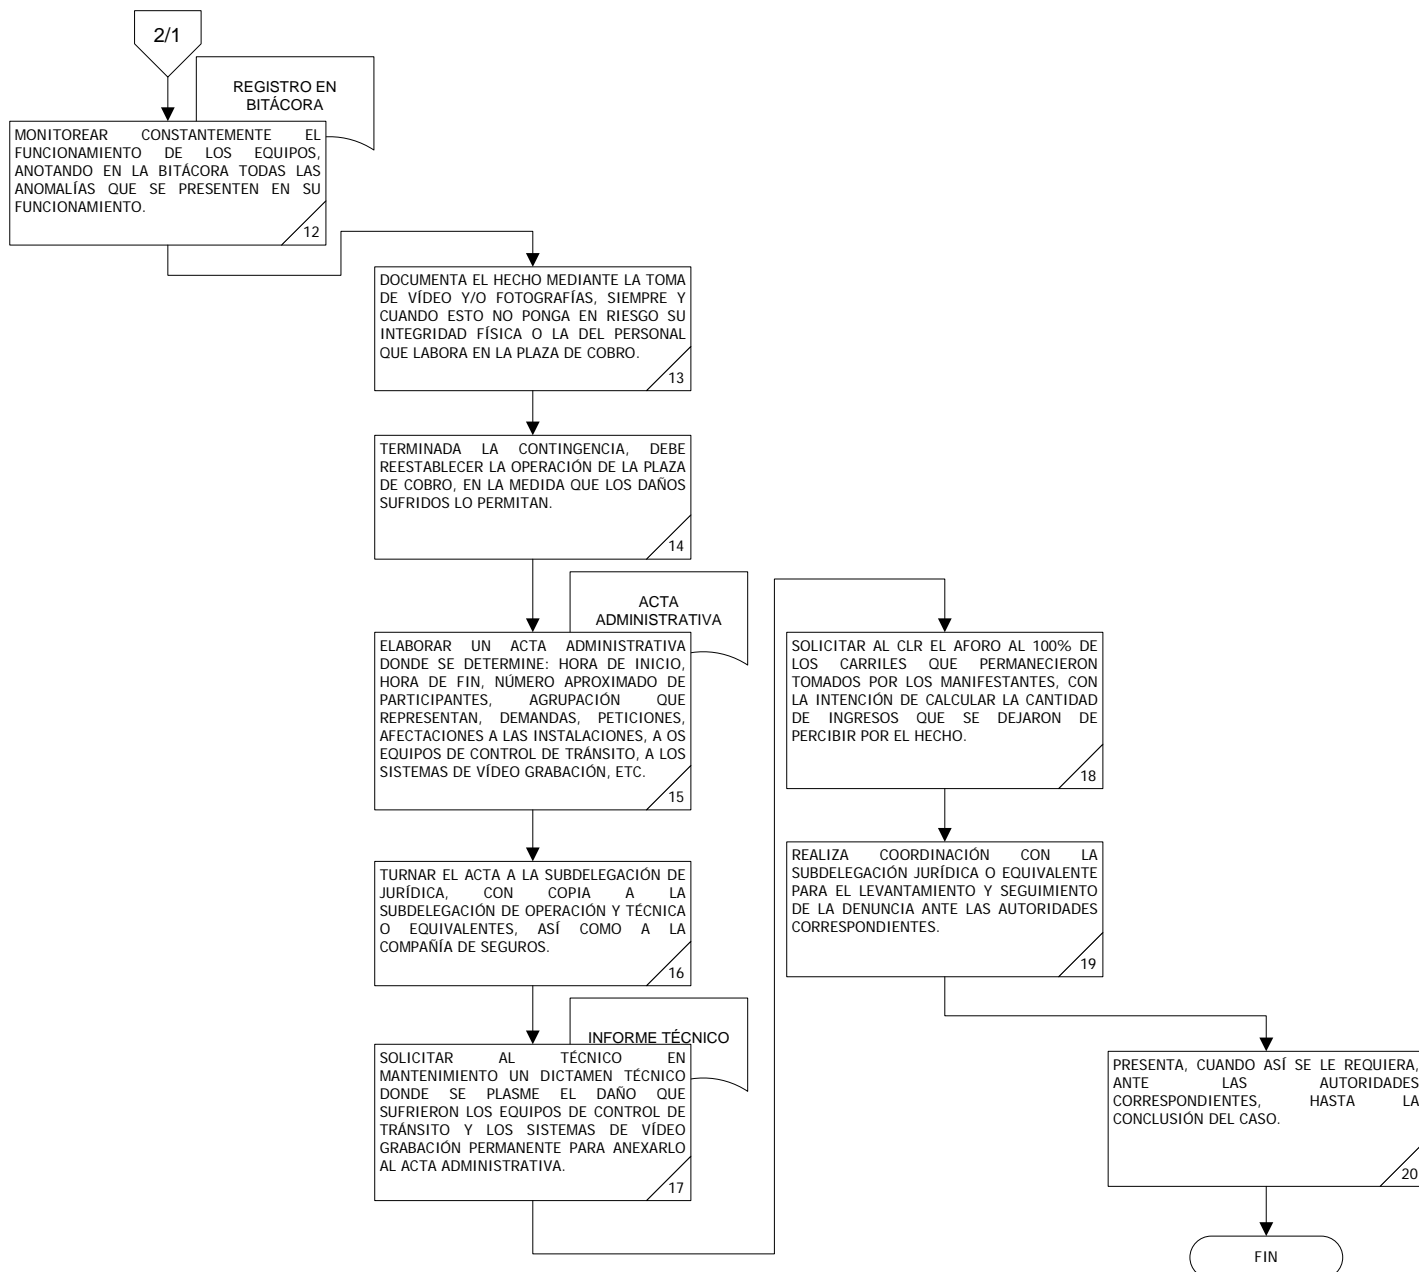 2/1
REGISTRO EN
BITÁCORA
MONITOREAR CONSTANTEMENTE EL
FUNCIONAMIENTO DE LOS EQUIPOS,
ANOTANDO EN LA BITÁCORA TODAS LAS
ANOMALÍAS QUE SE PRESENTEN EN SU
FUNCIONAMIENTO.
12
DOCUMENTA EL HECHO MEDIANTE LA TOMA
DE VÍDEO Y/O FOTOGRAFÍAS, SIEMPRE Y
CUANDO ESTO NO PONGA EN RIESGO SU
INTEGRIDAD FÍSICA O LA DEL PERSONAL
QUE LABORA EN LA PLAZA DE COBRO.
13
TERMINADA LA CONTINGENCIA, DEBE
REESTABLECER LA OPERACIÓN DE LA PLAZA
DE COBRO, EN LA MEDIDA QUE LOS DAÑOS
SUFRIDOS LO PERMITAN.
14
ACTA
ADMINISTRATIVA
ELABORAR UN ACTA ADMINISTRATIVA
DONDE SE DETERMINE: HORA DE INICIO,
HORA DE FIN, NÚMERO APROXIMADO DE
PARTICIPANTES, AGRUPACIÓN QUE
REPRESENTAN, DEMANDAS, PETICIONES,
AFECTACIONES A LAS INSTALACIONES, A OS
EQUIPOS DE CONTROL DE TRÁNSITO, A LOS
SISTEMAS DE VÍDEO GRABACIÓN, ETC.
15
TURNAR EL ACTA A LA SUBDELEGACIÓN DE
JURÍDICA, CON COPIA A LA
SUBDELEGACIÓN DE OPERACIÓN Y TÉCNICA
O EQUIVALENTES, ASÍ COMO A LA
COMPAÑÍA DE SEGUROS.
16
INFORME TÉCNICO
SOLICITAR AL TÉCNICO EN
MANTENIMIENTO UN DICTAMEN TÉCNICO
DONDE SE PLASME EL DAÑO QUE
SUFRIERON LOS EQUIPOS DE CONTROL DE
TRÁNSITO Y LOS SISTEMAS DE VÍDEO
GRABACIÓN PERMANENTE PARA ANEXARLO
AL ACTA ADMINISTRATIVA.
17
SOLICITAR AL CLR EL AFORO AL 100% DE
LOS CARRILES QUE PERMANECIERON
TOMADOS POR LOS MANIFESTANTES, CON
LA INTENCIÓN DE CALCULAR LA CANTIDAD
DE INGRESOS QUE SE DEJARON DE
PERCIBIR POR EL HECHO.
18
REALIZA COORDINACIÓN CON LA
SUBDELEGACIÓN JURÍDICA O EQUIVALENTE
PARA EL LEVANTAMIENTO Y SEGUIMIENTO
DE LA DENUNCIA ANTE LAS AUTORIDADES
CORRESPONDIENTES.
19
PRESENTA, CUANDO ASÍ SE LE REQUIERA,
ANTE LAS AUTORIDADES
CORRESPONDIENTES, HASTA LA
CONCLUSIÓN DEL CASO.
20
FIN